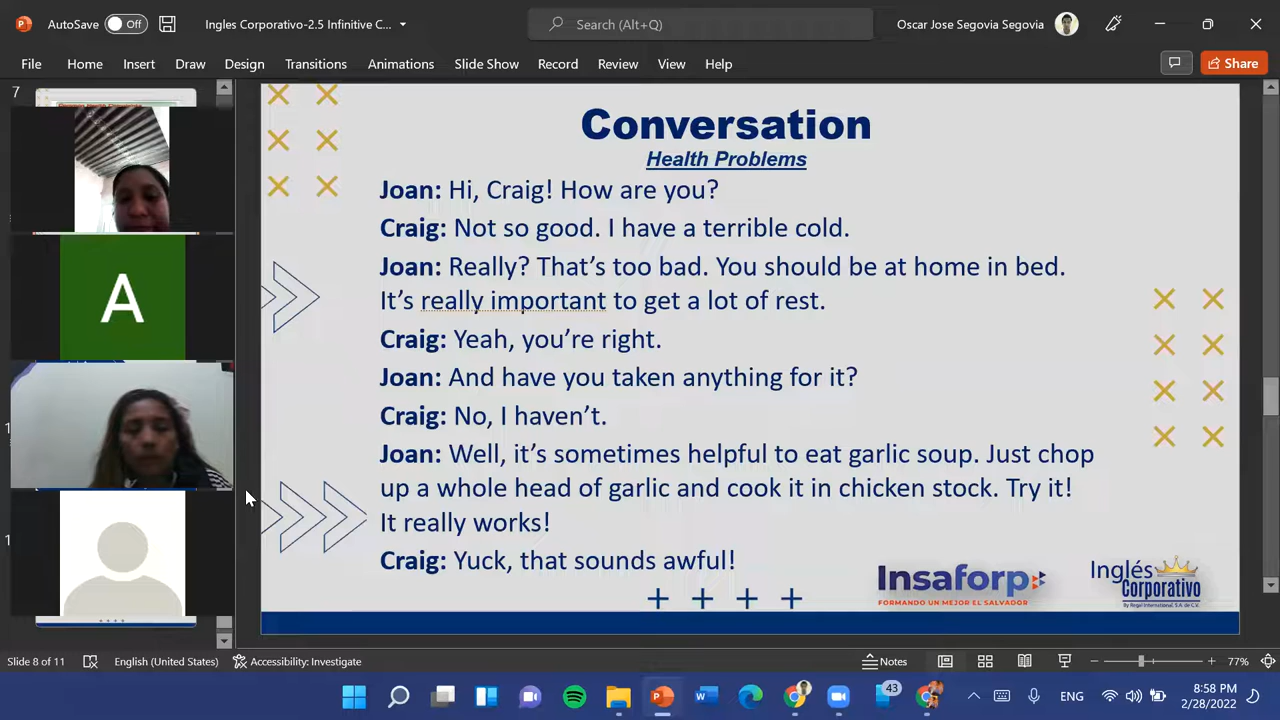 AutoSave Off Ingles Corporativo-2.5 Infinitive C... Search (Alt+Q) Oscar Jose Segovia Segovia
File Home Insert Draw Design Transitions Animations Slide Show Record Review View Help Share
7
A
Conversation
Health Problems
Joan: Hi, Craig! How are you?
Craig: Not so good. I have a terrible cold.
Joan: Really? That's too bad. You should be at home in bed.
It's really important to get a lot of rest.
Craig: Yeah, you're right.
Joan: And have you taken anything for it?
Craig: No, I haven't.
Joan: Well, it's sometimes helpful to eat garlic soup. Just chop
up a whole head of garlic and cook it in chicken stock. Try it!
It really works!
Craig: Yuck, that sounds awful!
Insaforp
FORMANDO UN MEJOR EL SALVADOR
Inglés
Corporativo
By Regal International, S.A. de C.V.
Slide 8 of 11 English (United States) Accessibility: Investigate Notes 77%
43 ENG 8:58 PM
2/28/2022